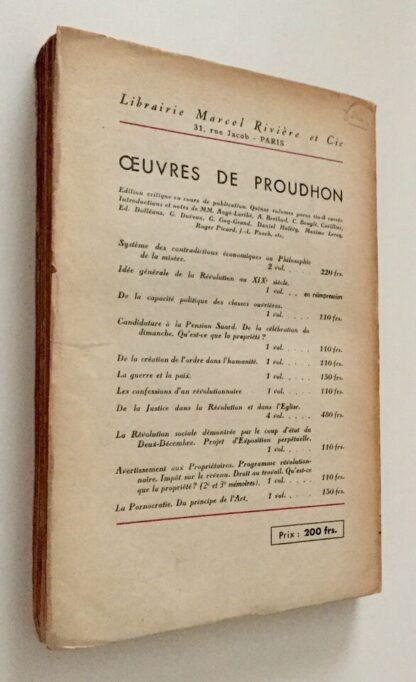 Librairie Marcel Rivière et Cie
31, rue Jacob - PARIS
ŒUVRES DE PROUDHON
Edition critique en cours de publication. Quinze volumes parus in-8 carré.
Introductions et notes de MM. Augé-Laribé, A. Berthod, C. Bouglé, Cuvillier,
Ed. Dolléans, G. Duveau, G. Guy-Grand, Daniel Halévy, Maxime Leroy,
Roger Picard, J.-L. Puech, etc.
Système des contradictions économiques ou Philosophie
de la misère. 2 vol. . . . . 220 frs.
Idée générale de la Révolution au XIXe siècle.
1 vol. . . . en réimpression
De la capacité politique des classes ouvrières.
1 vol. . . . . 110 frs.
Candidature à la Pension Suard. De la célébration du
dimanche. Qu'est-ce que la propriété ?
1 vol. . . . . 110 frs.
De la création de l'ordre dans l'humanité. 1 vol. . . . . 110 frs.
La guerre et la paix. 1 vol. . . . . 150 frs.
Les confessions d'un révolutionnaire 1 vol. . . . . 110 frs.
De la Justice dans la Révolution et dans l'Eglise.
4 vol. . . . . 480 frs.
La Révolution sociale démontrée par le coup d'état du
Deux-Décembre. Projet d'Exposition perpétuelle.
1 vol. . . . . 110 frs.
Avertissement aux Propriétaires. Programme révolution-
naire. Impôt sur le revenu. Droit au travail. Qu'est-ce
que la propriété ? (2e et 3e mémoires). 1 vol. . . . . 110 frs.
La Pornocratie. Du principe de l'Art. 1 vol. . . . . 150 frs.
Prix : 200 frs.